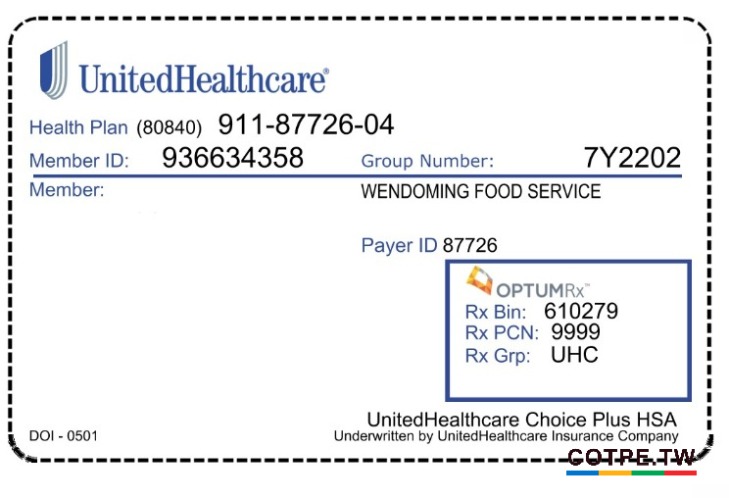 UnitedHealthcare®
Health Plan (80840) 911-87726-04
Member ID: 936634358 Group Number: 7Y2202
Member: WENDOMING FOOD SERVICE
Payer ID 87726
OPTUMRx™
Rx Bin: 610279
Rx PCN: 9999
Rx Grp: UHC
UnitedHealthcare Choice Plus HSA
DOI - 0501 Underwritten by UnitedHealthcare Insurance Company
COTPE.TW